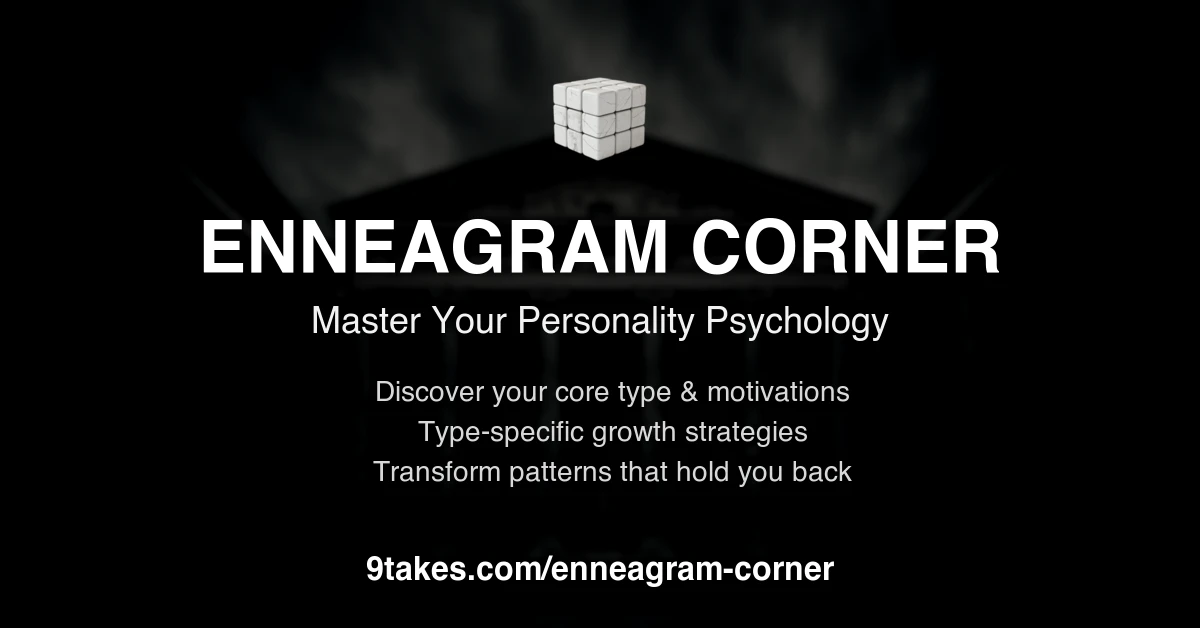 ENNEAGRAM CORNER
Master Your Personality Psychology
Discover your core type & motivations
Type-specific growth strategies
Transform patterns that hold you back
9takes.com/enneagram-corner